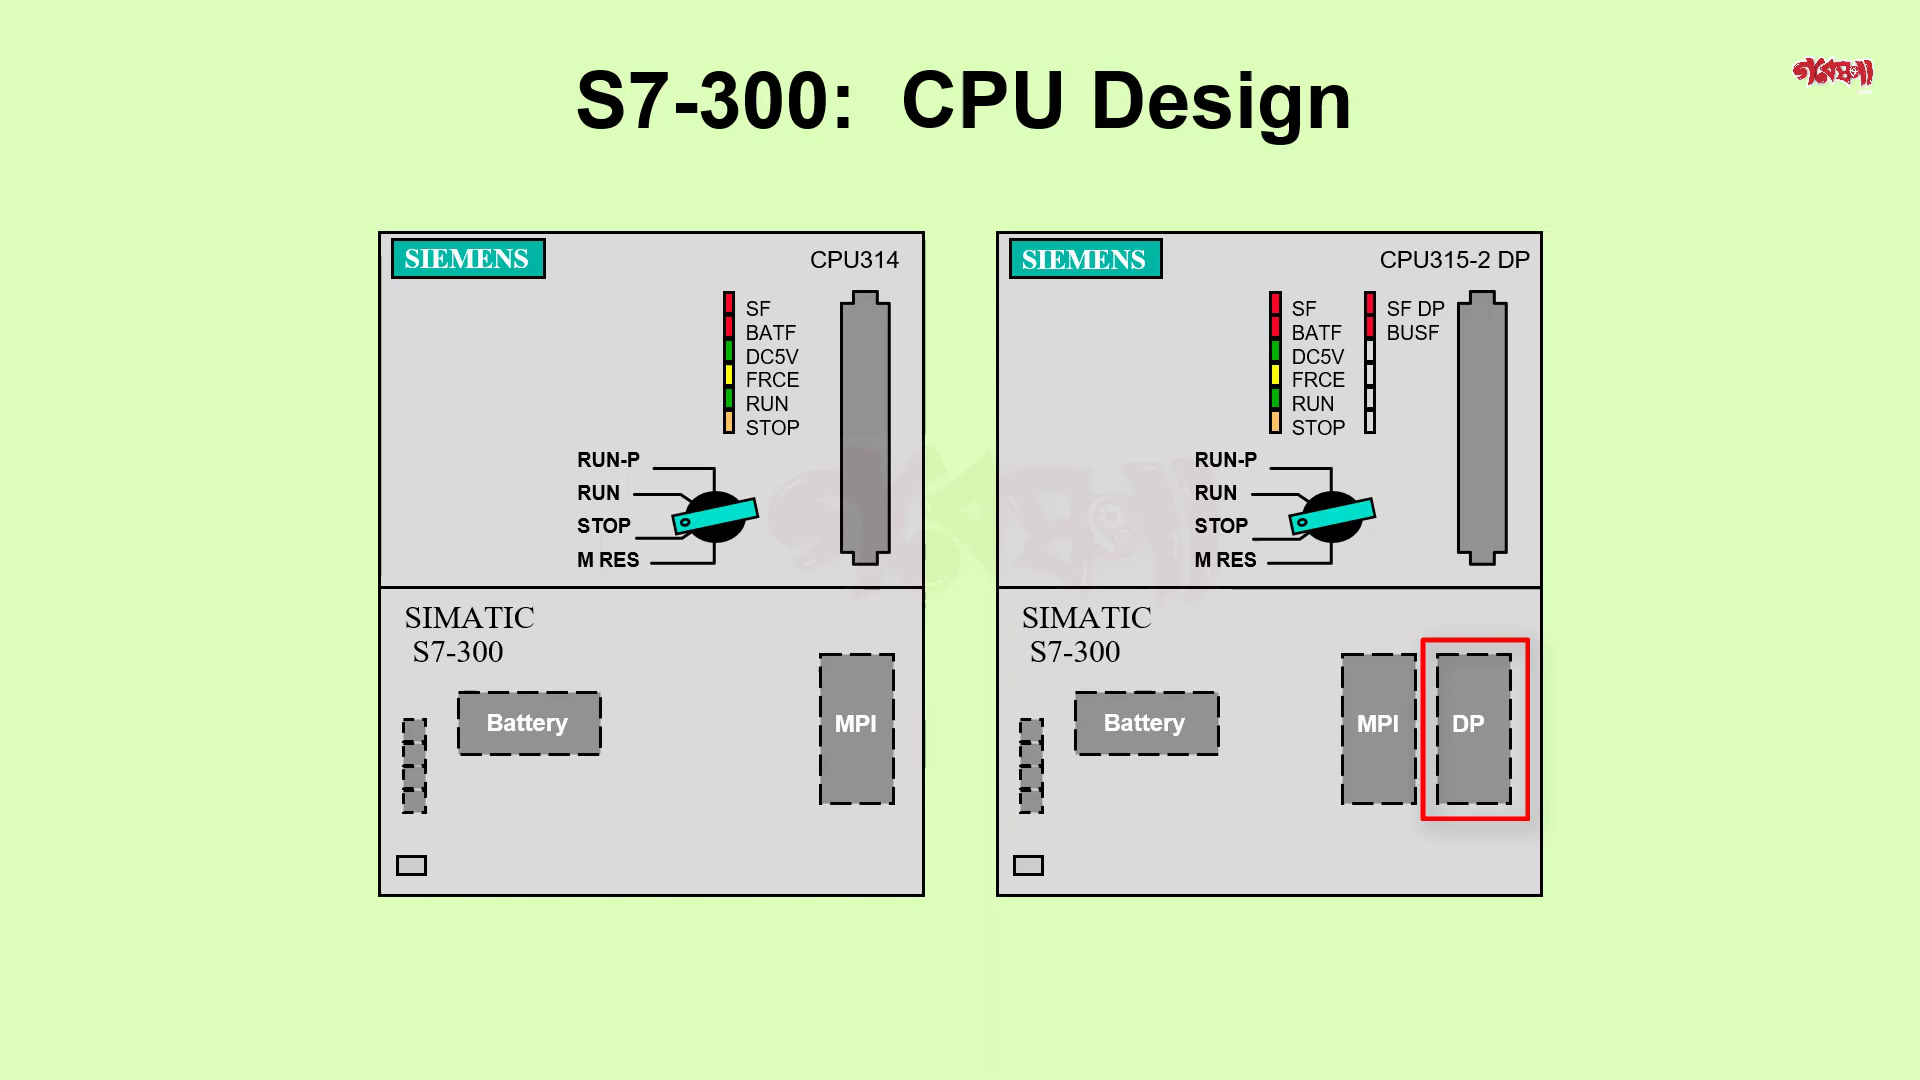 S7-300: CPU Design
গবেষণা
SIEMENS
CPU314
SF
BATF
DC5V
FRCE
RUN
STOP
RUN-P
RUN
STOP
M RES
SIMATIC
S7-300
Battery
MPI
SIEMENS
CPU315-2 DP
SF
BATF
DC5V
FRCE
RUN
STOP
SF DP
BUSF
RUN-P
RUN
STOP
M RES
SIMATIC
S7-300
Battery
MPI
DP